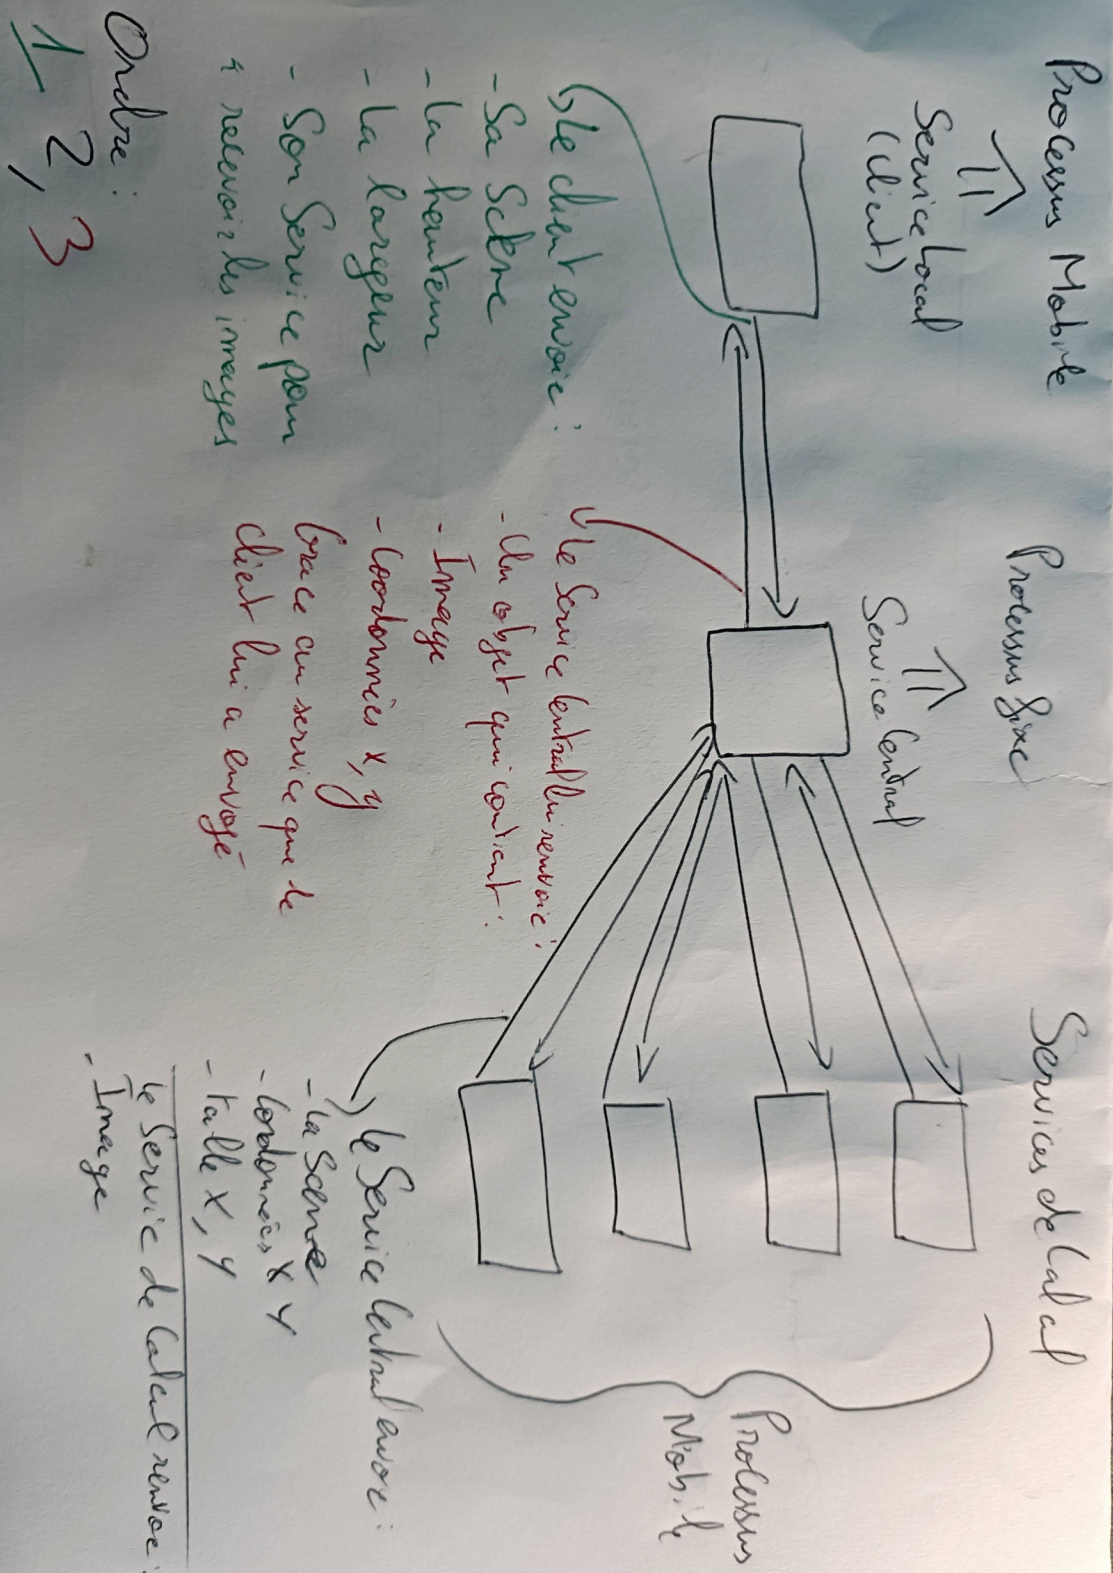 Processus Mobile
Service Local
(Client)
Processus fixe
Service Central
Services de Calcul
Processus
Mobile
le client envoie :
- Sa Scène
- la hauteur
- la largeur
- Son Service pour
recevoir les images
le Service Central lui renvoie :
- Un objet qui contient :
- Image
- Coordonnées x, y
Grace au service que le
client lui a envoyé
le Service Central envoie :
- la Scene
- Cordonnées x y
- taille x, y
le Service de Calcul renvoie :
- Image
Ordre :
1 2, 3